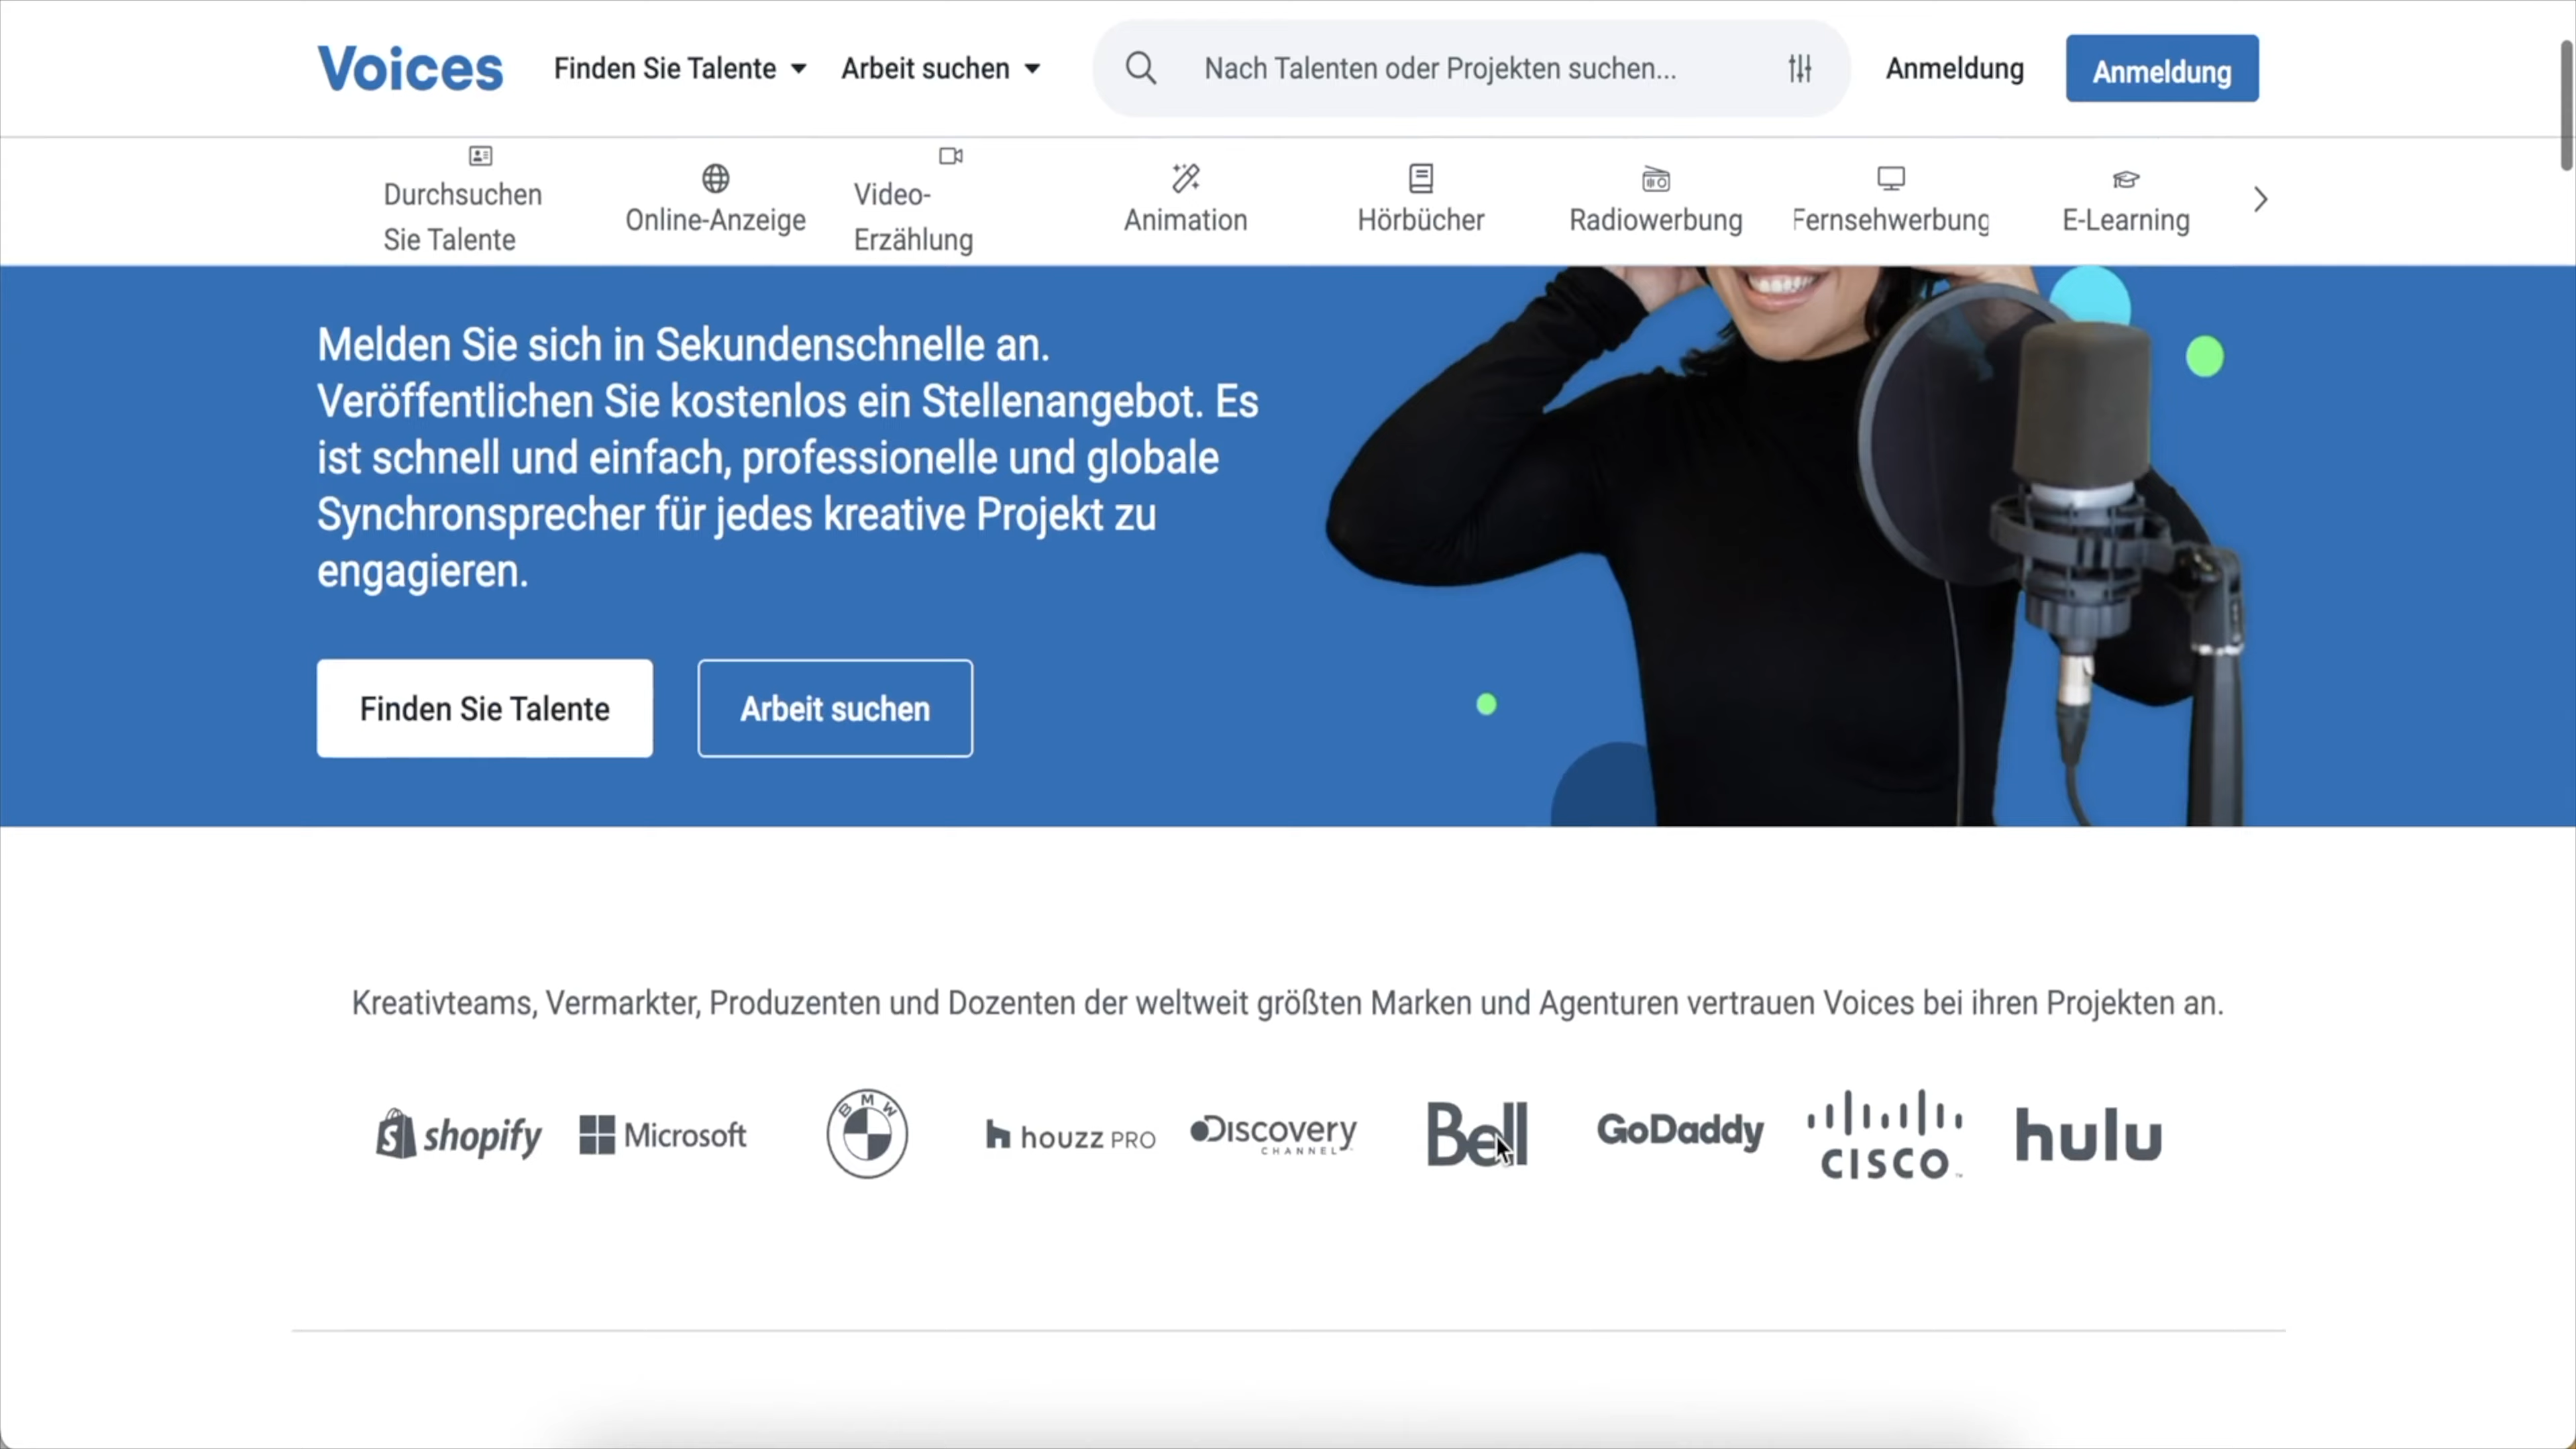 Voices
Finden Sie Talente
Arbeit suchen
Nach Talenten oder Projekten suchen...
Anmeldung
Anmeldung
Durchsuchen
Sie Talente
Online-Anzeige
Video-
Erzählung
Animation
Hörbücher
Radiowerbung
Fernsehwerbung
E-Learning
Melden Sie sich in Sekundenschnelle an.
Veröffentlichen Sie kostenlos ein Stellenangebot. Es
ist schnell und einfach, professionelle und globale
Synchronsprecher für jedes kreative Projekt zu
engagieren.
Finden Sie Talente
Arbeit suchen
Kreativteams, Vermarkter, Produzenten und Dozenten der weltweit größten Marken und Agenturen vertrauen Voices bei ihren Projekten an.
shopify
Microsoft
BMW
houzz PRO
Discovery
CHANNEL
Bell
GoDaddy
CISCO
hulu